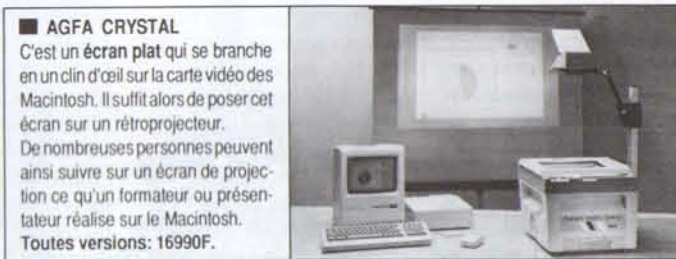 ■ AGFA CRYSTAL
C'est un écran plat qui se branche
en un clin d'œil sur la carte vidéo des
Macintosh. Il suffit alors de poser cet
écran sur un rétroprojecteur.
De nombreuses personnes peuvent
ainsi suivre sur un écran de projec-
tion ce qu'un formateur ou présen-
tateur réalise sur le Macintosh.
Toutes versions: 16990F.